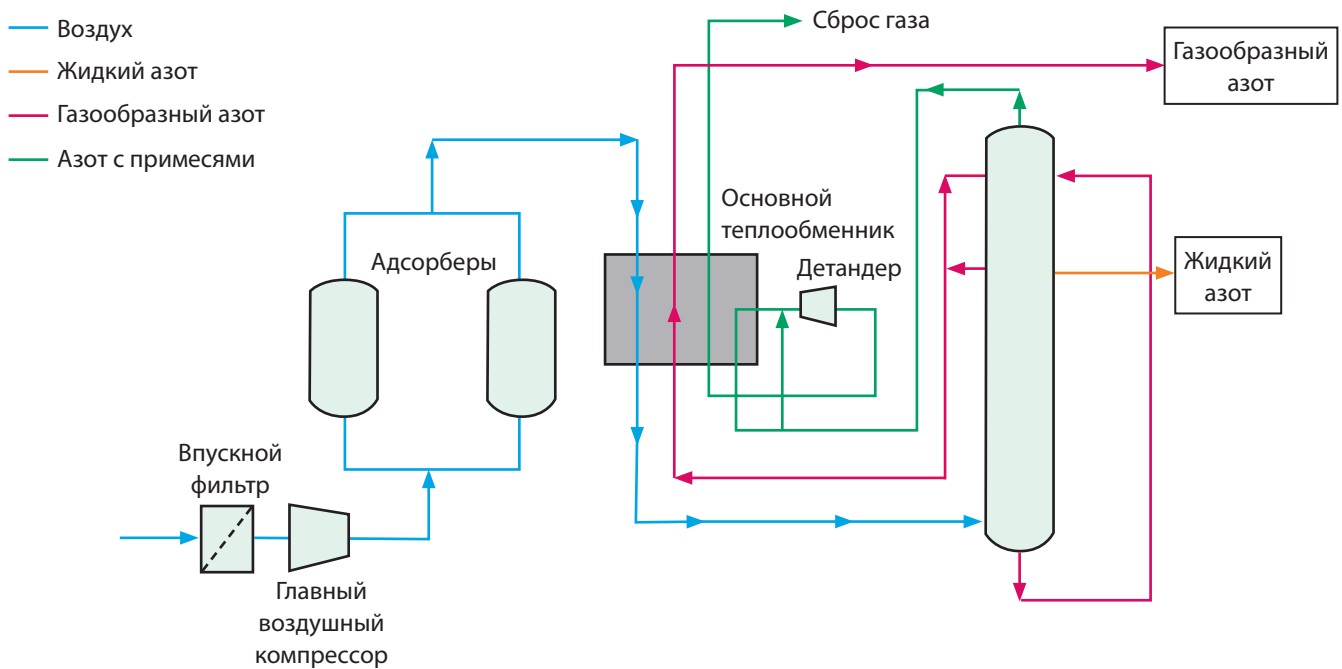 Воздух
Жидкий азот
Газообразный азот
Азот с примесями
Сброс газа
Газообразный
азот
Основной
теплообменник
Адсорберы
Детандер
Жидкий
азот
Впускной
фильтр
Главный
воздушный
компрессор